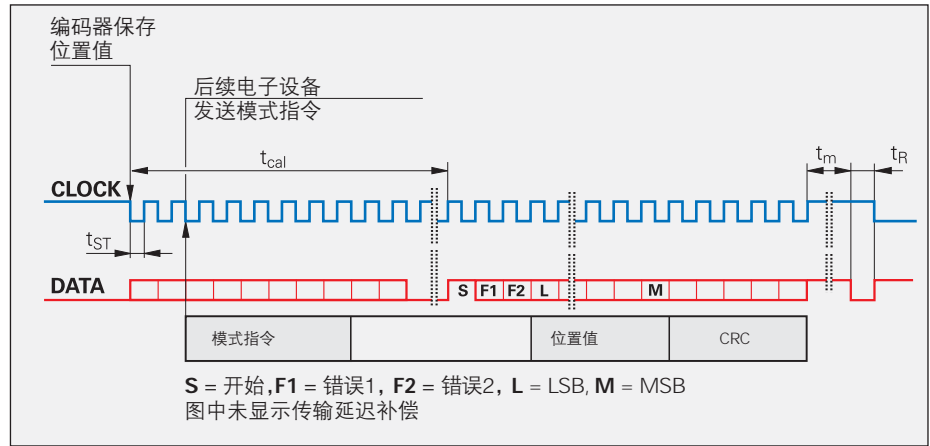 编码器保存
位置值
后续电子设备
发送模式指令
tcal
tm
tR
CLOCK
tST
DATA
S F1 F2 L M
模式指令 位置值 CRC
S = 开始,F1 = 错误1, F2 = 错误2, L = LSB, M = MSB
图中未显示传输延迟补偿